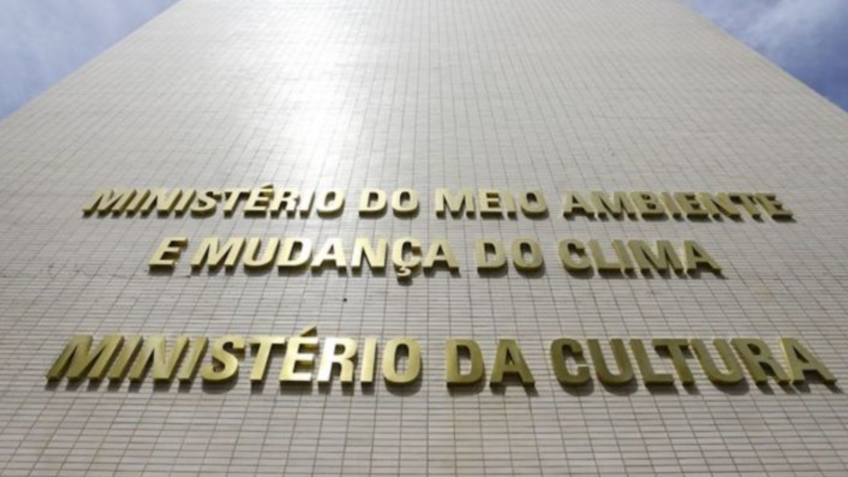 MINISTÉRIO DO MEIO AMBIENTE
E MUDANÇA DO CLIMA
MINISTÉRIO DA CULTURA